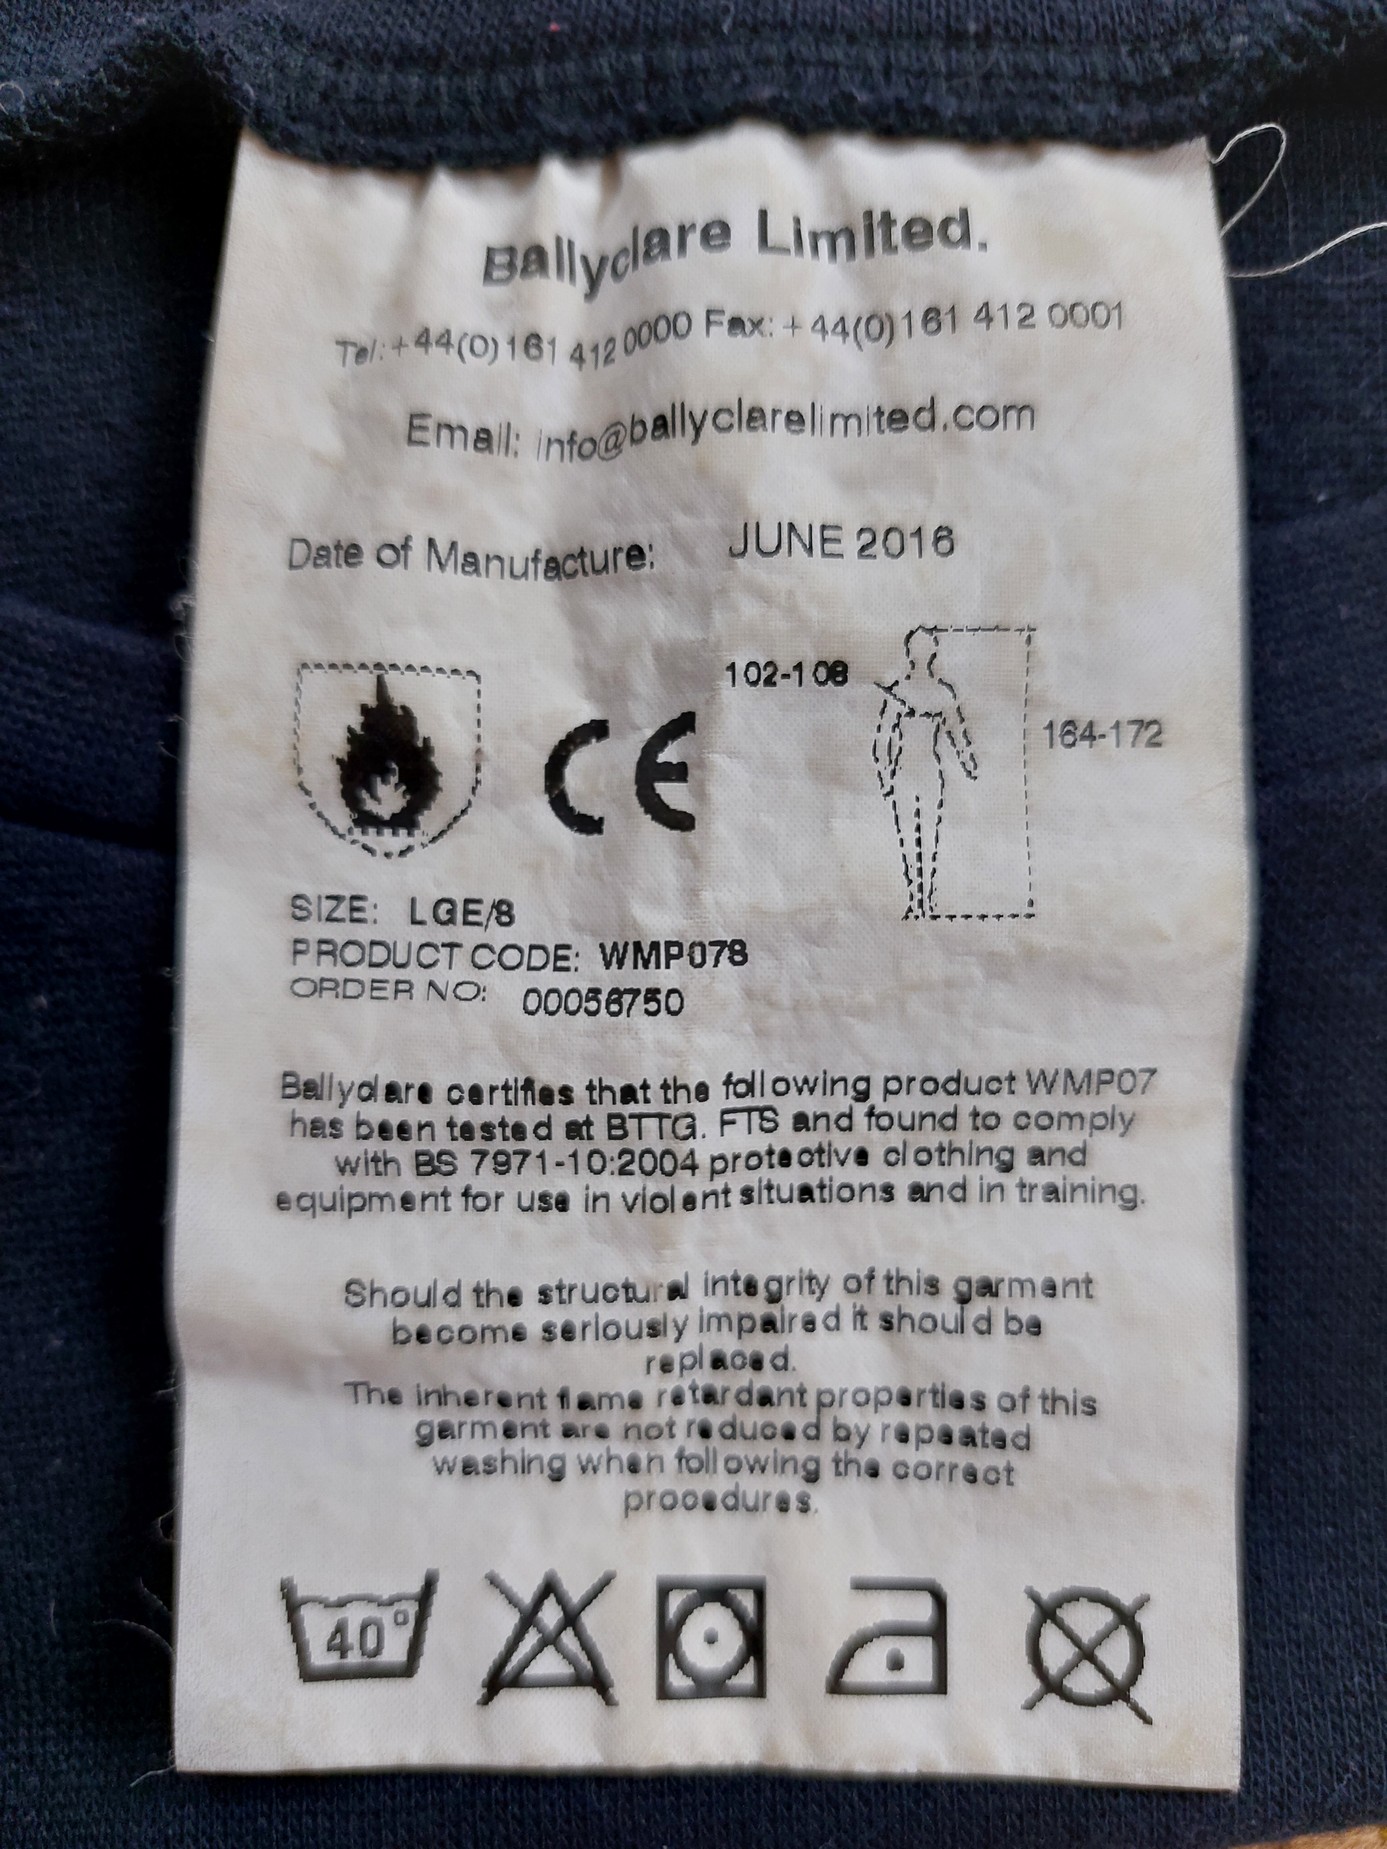 Ballyclare Limited.
Tel: +44(0)161 412 0000 Fax: +44(0)161 412 0001
Email: info@ballyclarelimited.com
Date of Manufacture: JUNE 2016
102-108
164-172
CE
SIZE: LGE/8
PRODUCT CODE: WMP078
ORDER NO: 00056750
Ballyclare certifies that the following product WMP07
has been tested at BTTG. FTS and found to comply
with BS 7971-10:2004 protective clothing and
equipment for use in violent situations and in training.
Should the structural integrity of this garment
become seriously impaired it should be
replaced.
The inherent flame retardant properties of this
garment are not reduced by repeated
washing when following the correct
procedures.
40°